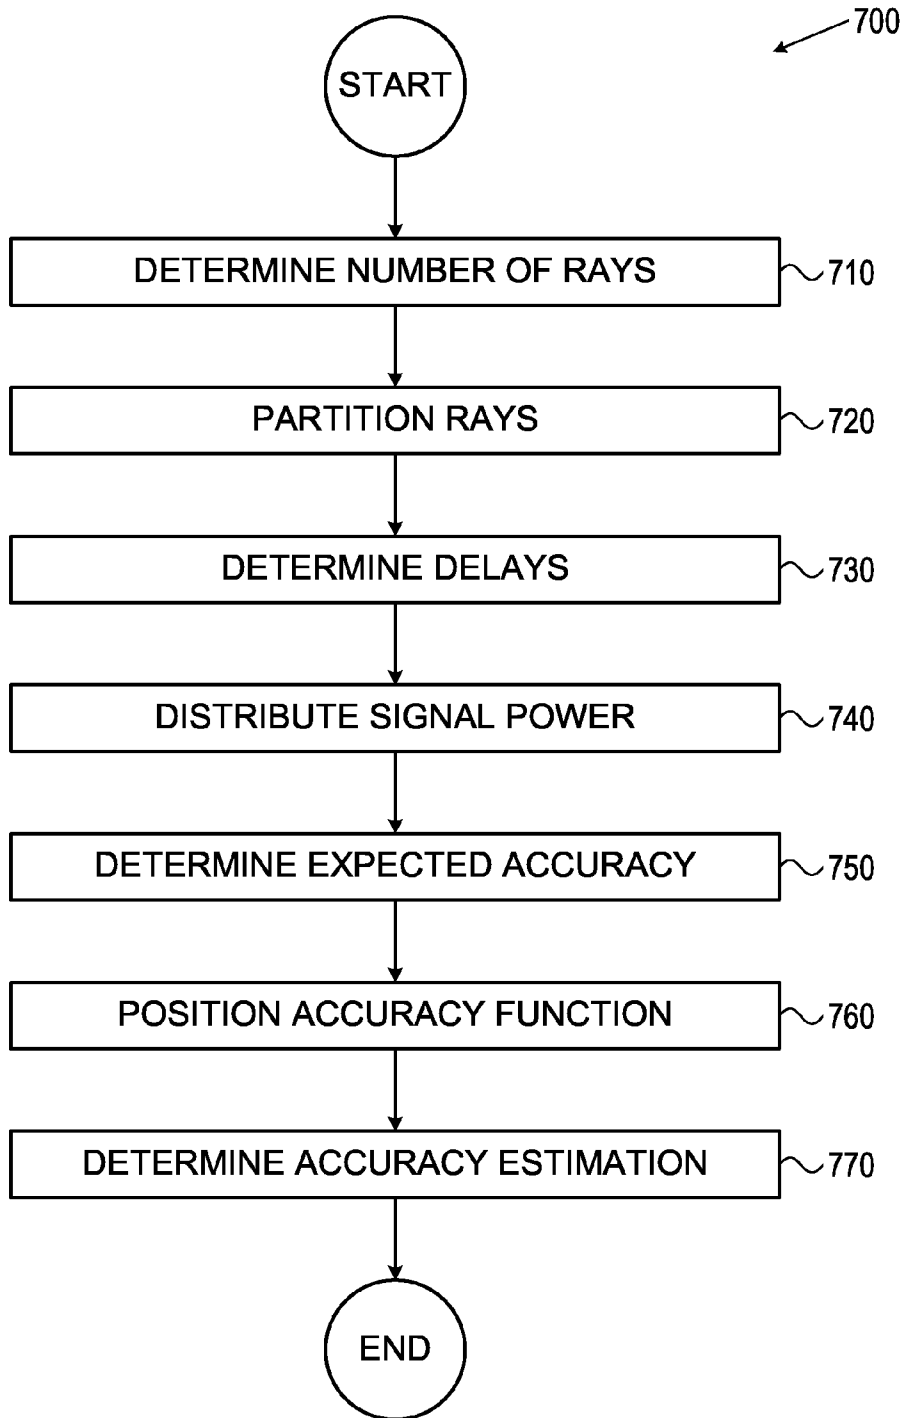 700
START
DETERMINE NUMBER OF RAYS
710
PARTITION RAYS
720
DETERMINE DELAYS
730
DISTRIBUTE SIGNAL POWER
740
DETERMINE EXPECTED ACCURACY
750
POSITION ACCURACY FUNCTION
760
DETERMINE ACCURACY ESTIMATION
770
END